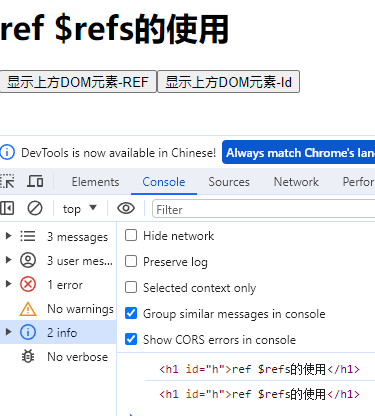 ref $refs的使用
显示上方DOM元素-REF 显示上方DOM元素-Id
DevTools is now available in Chinese! Always match Chrome's lan
Elements Console Sources Network Perfor
top Filter
3 messages
3 user mes...
1 error
No warnings
2 info
No verbose
Hide network
Preserve log
Selected context only
Group similar messages in console
Show CORS errors in console
<h1 id="h">ref $refs的使用</h1>
<h1 id="h">ref $refs的使用</h1>